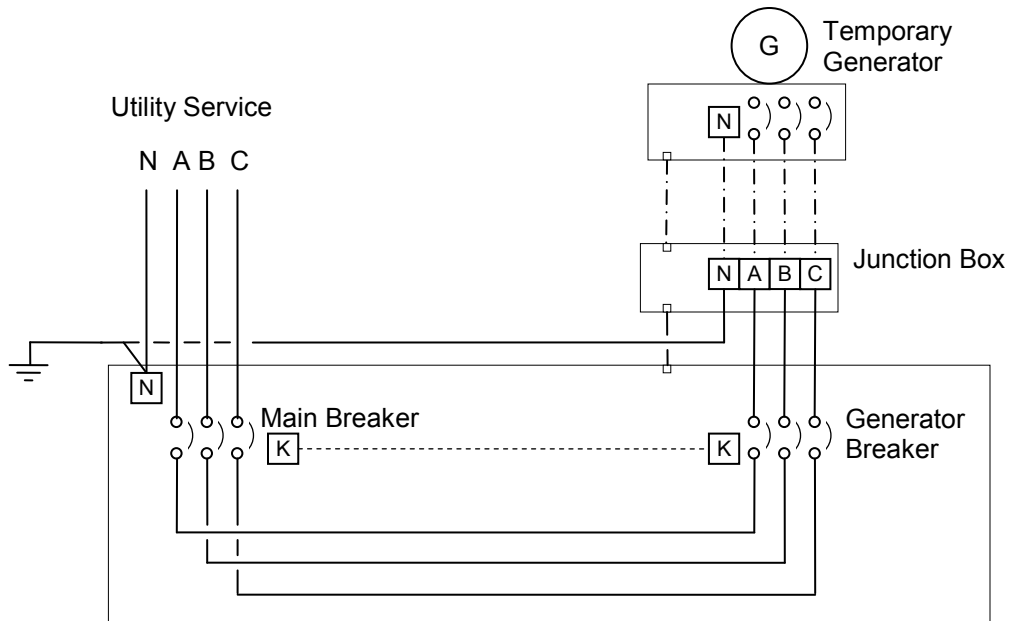 G
Temporary
Generator
N
Utility Service
N A B C
N A B C
Junction Box
N
Main Breaker
K
K
Generator
Breaker